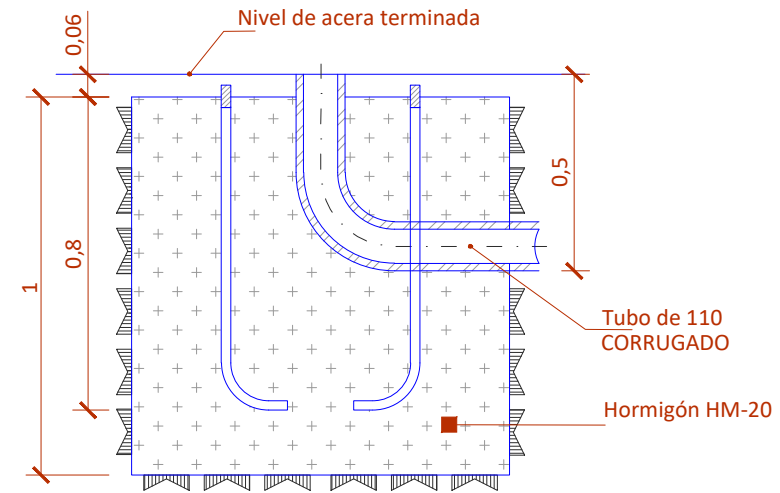 Nivel de acera terminada
0,06
0,5
0,8
1
Tubo de 110
CORRUGADO
Hormigón HM-20